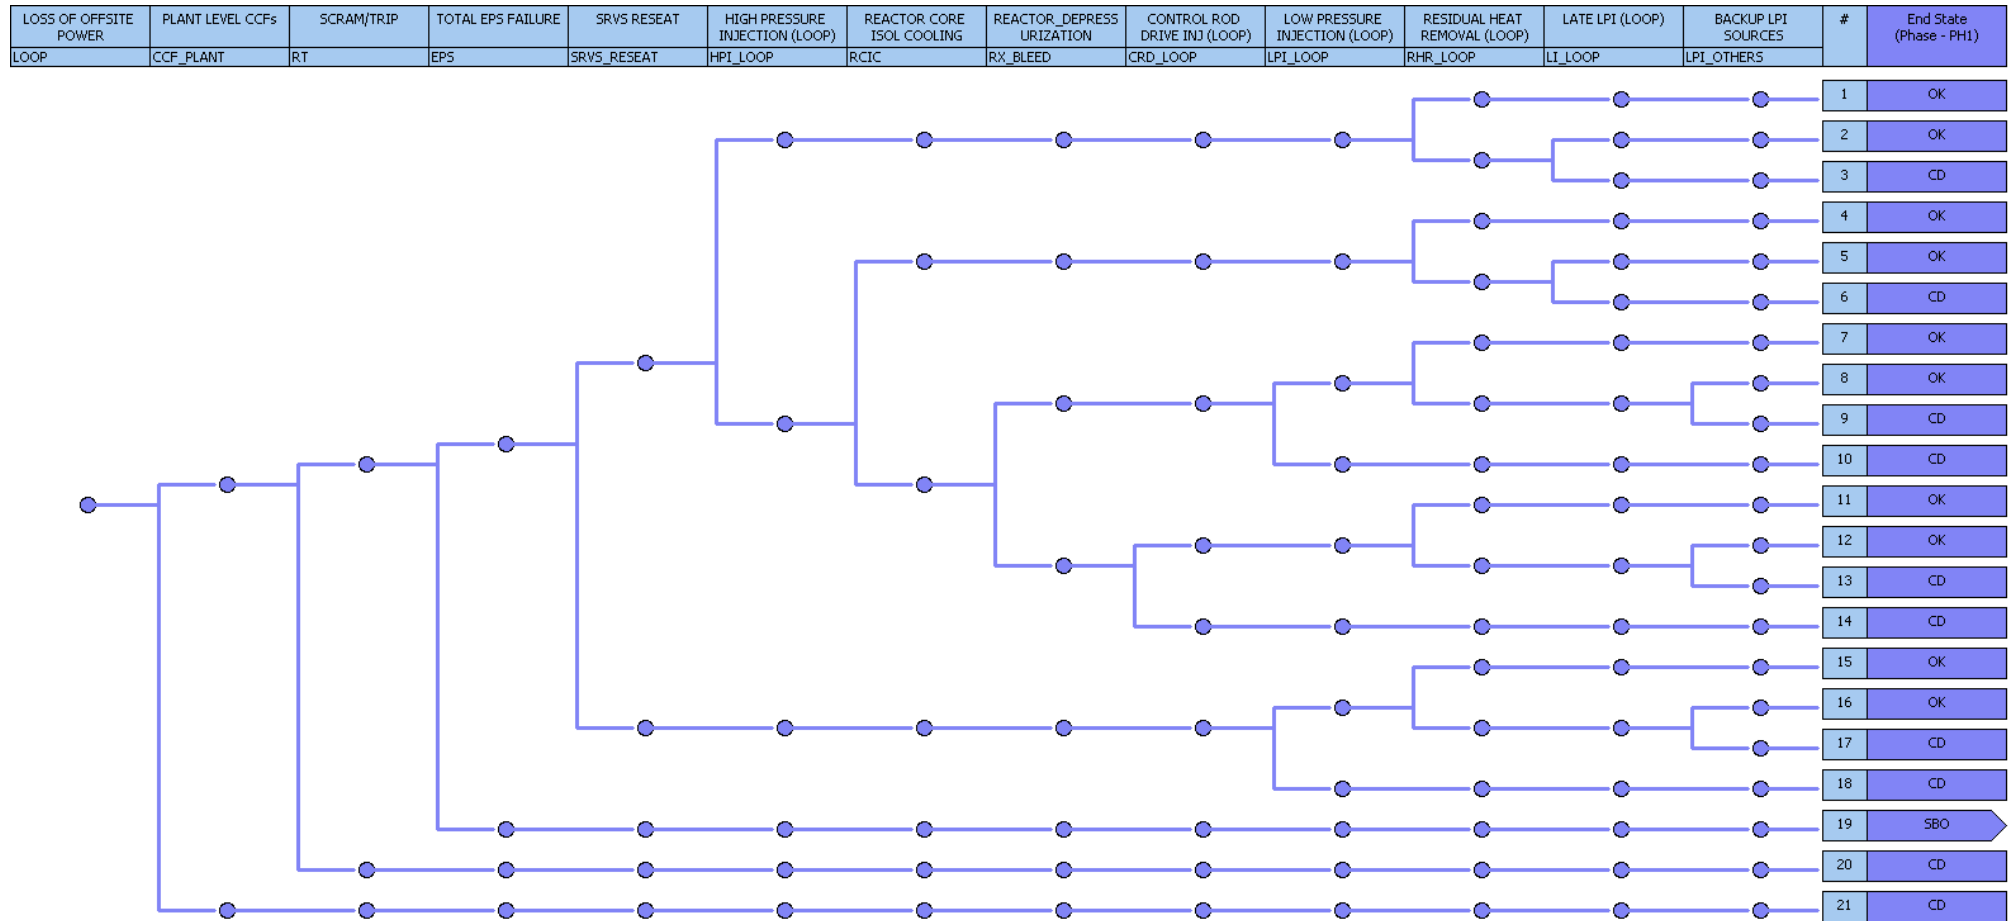 LOSS OF OFFSITE
POWER
PLANT LEVEL CCFs
SCRAM/TRIP
TOTAL EPS FAILURE
SRVS RESEAT
HIGH PRESSURE
INJECTION (LOOP)
REACTOR CORE
ISOL COOLING
REACTOR_DEPRESS
URIZATION
CONTROL ROD
DRIVE INJ (LOOP)
LOW PRESSURE
INJECTION (LOOP)
RESIDUAL HEAT
REMOVAL (LOOP)
LATE LPI (LOOP)
BACKUP LPI
SOURCES
#
End State
(Phase - PH1)
LOOP
CCF_PLANT
RT
EPS
SRVS_RESEAT
HPI_LOOP
RCIC
RX_BLEED
CRD_LOOP
LPI_LOOP
RHR_LOOP
LI_LOOP
LPI_OTHERS
1 OK
2 OK
3 CD
4 OK
5 OK
6 CD
7 OK
8 OK
9 CD
10 CD
11 OK
12 OK
13 CD
14 CD
15 OK
16 OK
17 CD
18 CD
19 SBO
20 CD
21 CD